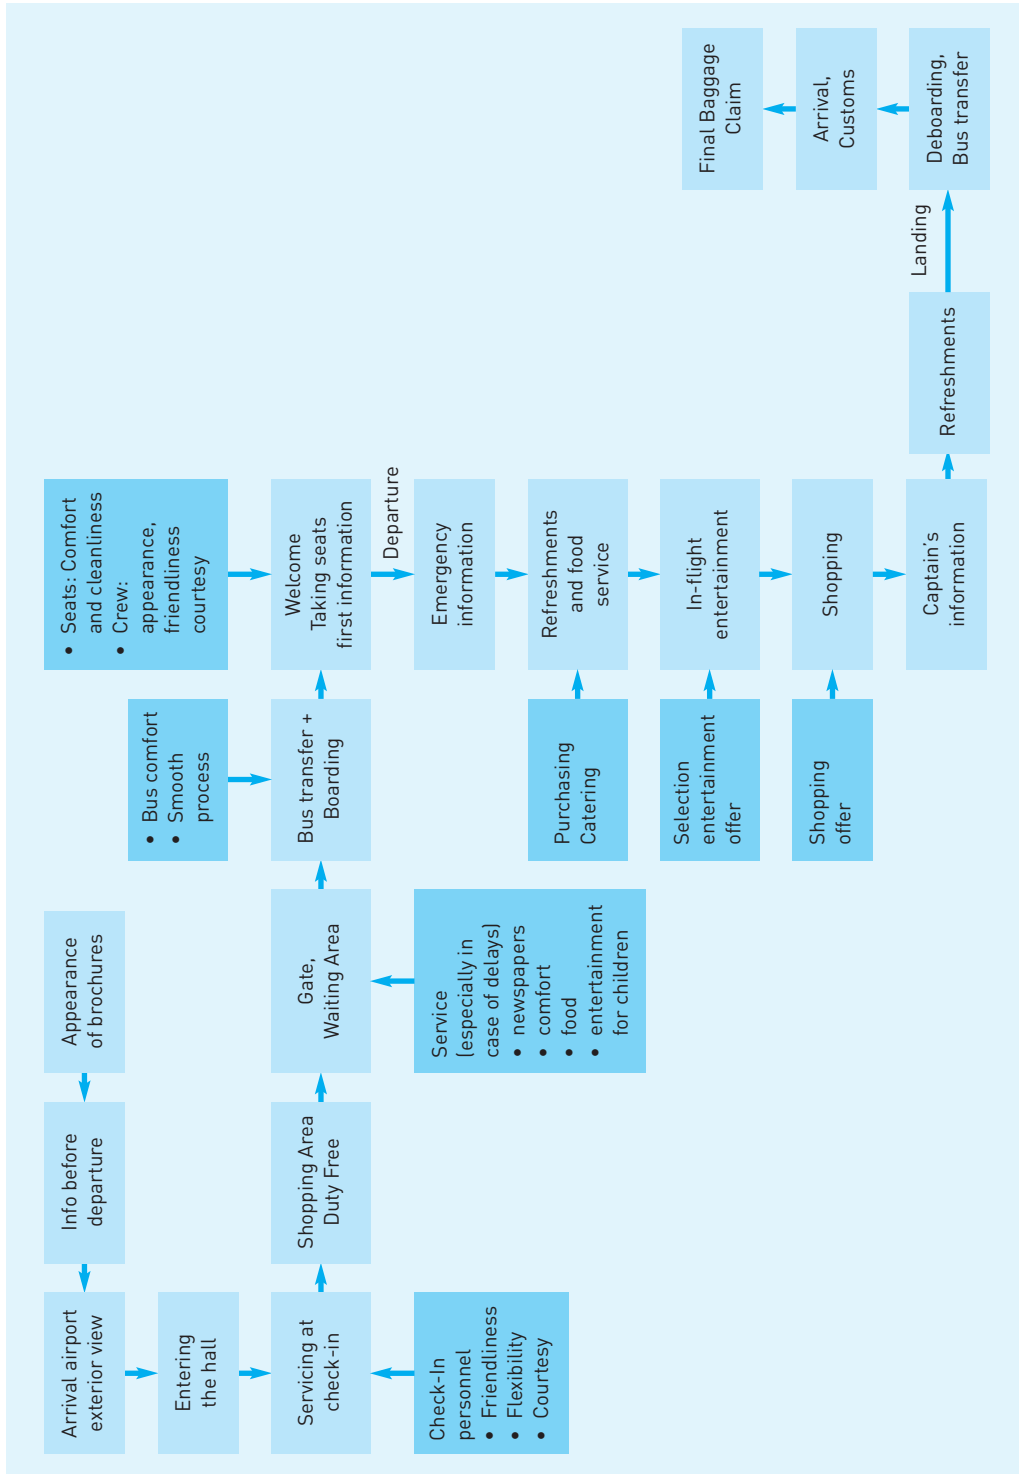 Appearance
of brochures
Info before
departure
Arrival airport
exterior view
Entering
the hall
Servicing at
check-in
Check-In
personnel
• Friendliness
• Flexibility
• Courtesy
Shopping Area
Duty Free
Gate,
Waiting Area
Service
(especially in
case of delays)
• newspapers
• comfort
• food
• entertainment
for children
Bus transfer +
Boarding
• Bus comfort
• Smooth
process
Welcome
Taking seats
first information
• Seats: Comfort
and cleanliness
• Crew:
appearance,
friendliness
courtesy
Departure
Emergency
information
Refreshments
and food
service
Purchasing
Catering
In-flight
entertainment
Selection
entertainment
offer
Shopping
Shopping
offer
Captain's
information
Refreshments
Landing
Deboarding,
Bus transfer
Arrival,
Customs
Final Baggage
Claim